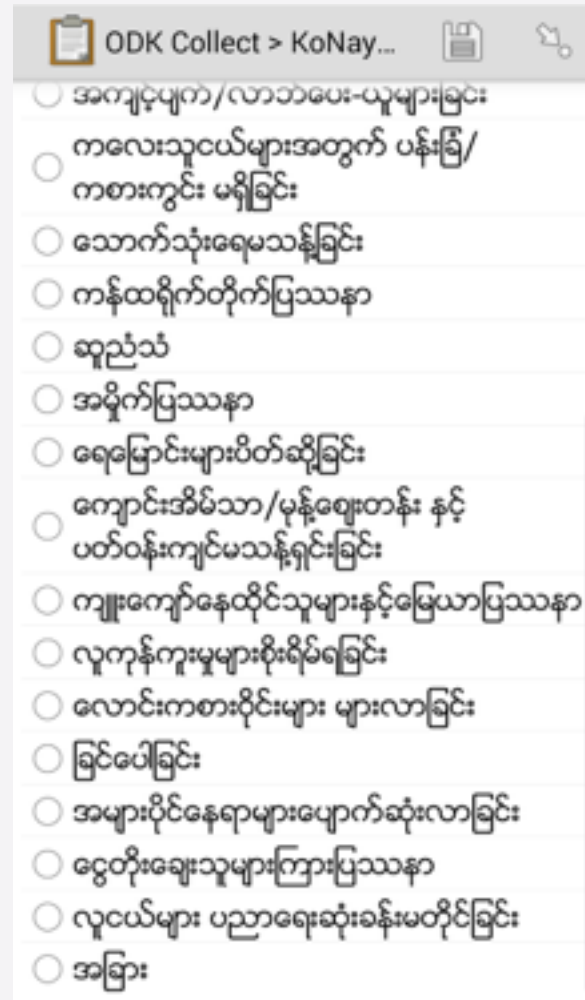 ODK Collect > KoNay...
အကျင့်ပျက်/လာဘ်ပေး-ယူများခြင်း
ကလေးသူငယ်များအတွက် ပန်းခြံ/
ကစားကွင်း မရှိခြင်း
သောက်သုံးရေမသန့်ခြင်း
ကန်ထရိုက်တိုက်ပြဿနာ
ဆူညံသံ
အမှိုက်ပြဿနာ
ရေမြောင်းများပိတ်ဆို့ခြင်း
ကျောင်းအိမ်သာ/မုန့်ဈေးတန်း နှင့်
ပတ်ဝန်းကျင်မသန့်ရှင်းခြင်း
ကျူးကျော်နေထိုင်သူများနှင့်မြေယာပြဿနာ
လူကုန်ကူးမှုများစိုးရိမ်ရခြင်း
လောင်းကစားဝိုင်းများ များလာခြင်း
ခြင်ပေါခြင်း
အများပိုင်နေရာများပျောက်ဆုံးလာခြင်း
ငွေတိုးချေးသူများကြားပြဿနာ
လူငယ်များ ပညာရေးဆုံးခန်းမတိုင်ခြင်း
အခြား